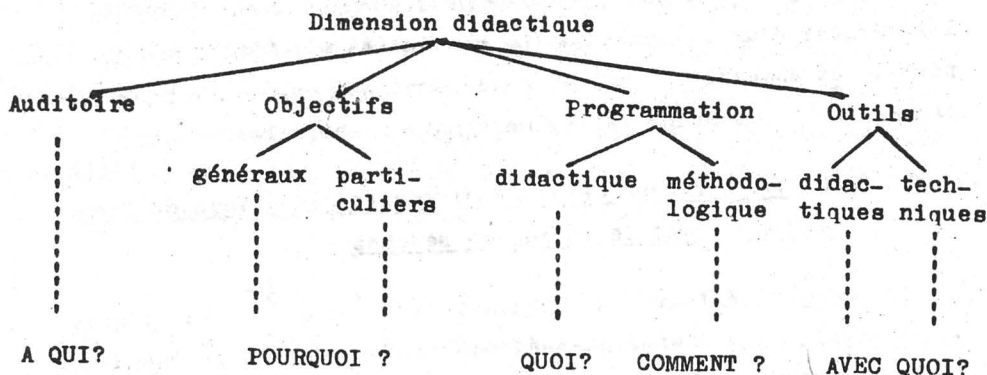 Dimension didactique
Auditoire Objectifs Programmation Outils
généraux parti- didactique méthodo- didac- tech-
culiers logique tiques niques
A QUI? POURQUOI ? QUOI? COMMENT ? AVEC QUOI?